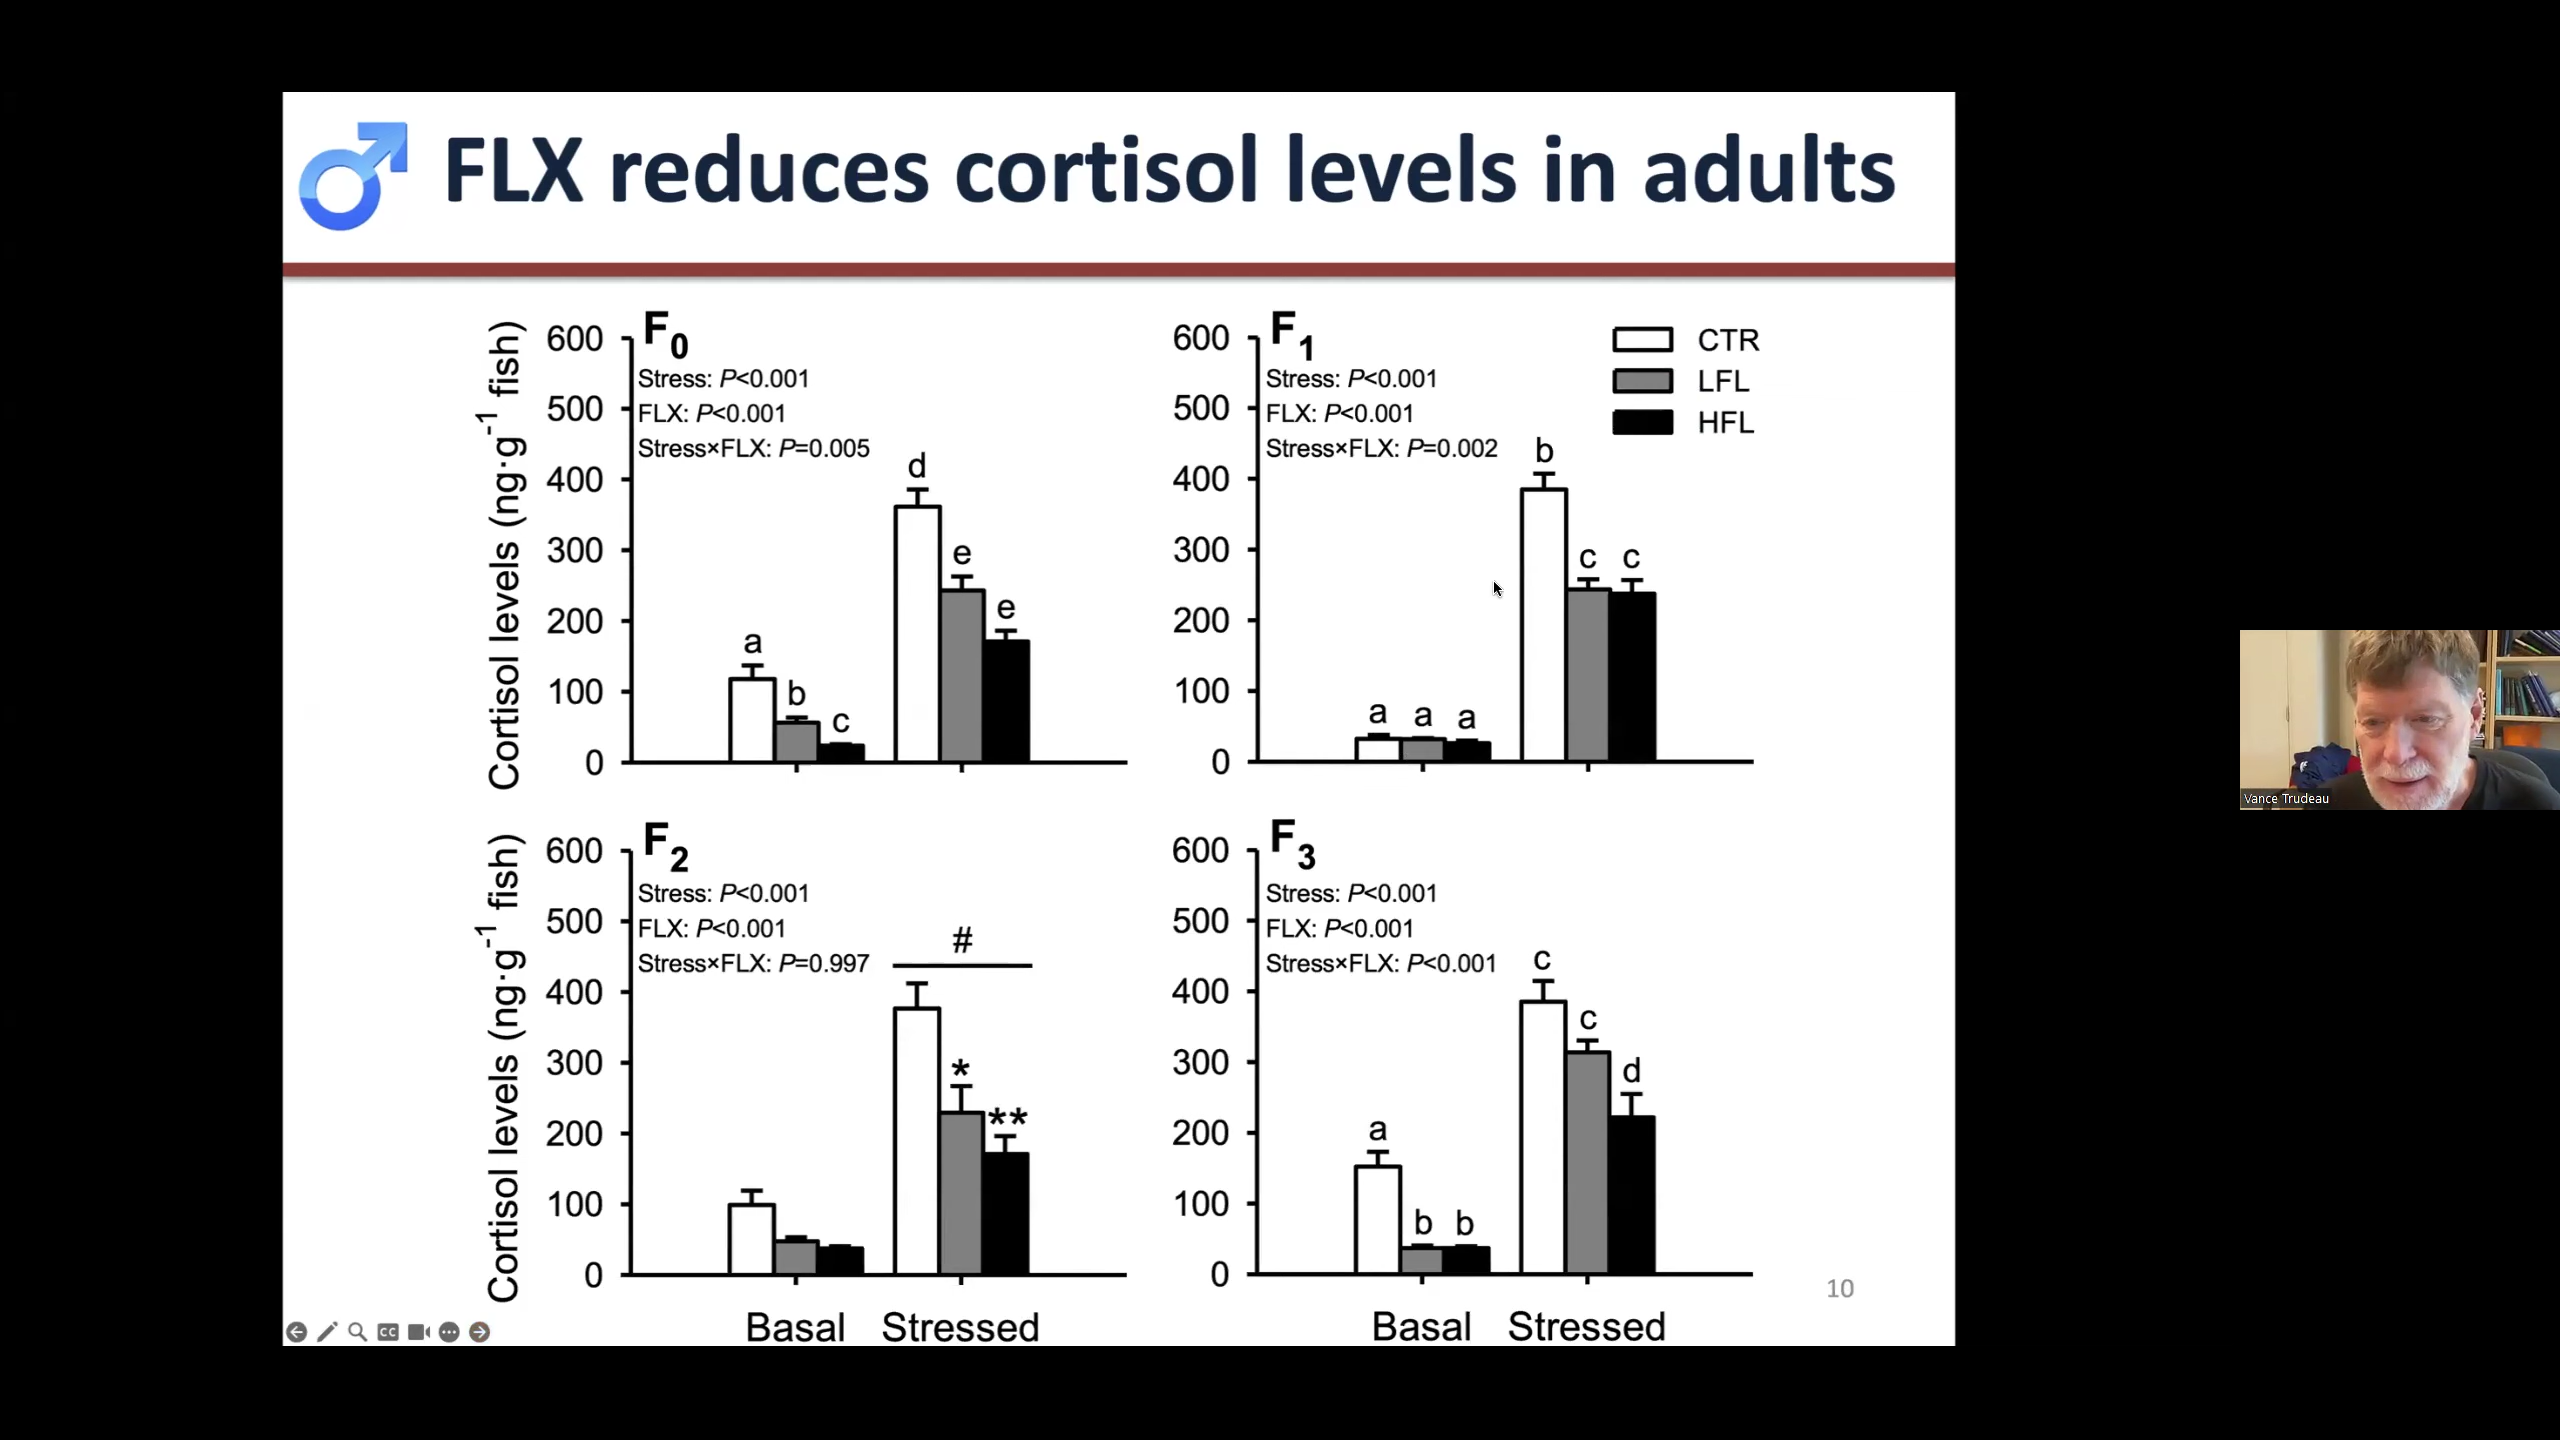 FLX reduces cortisol levels in adults
F0
Stress: P<0.001
FLX: P<0.001
Stress×FLX: P=0.005
Cortisol levels (ng·g-1 fish)
600
500
400
300
200
100
0
a
b
c
d
e
e
F1
Stress: P<0.001
FLX: P<0.001
Stress×FLX: P=0.002
600
500
400
300
200
100
0
a
a
a
b
c
c
CTR
LFL
HFL
F2
Stress: P<0.001
FLX: P<0.001
Stress×FLX: P=0.997
Cortisol levels (ng·g-1 fish)
600
500
400
300
200
100
0
#
*
**
Basal Stressed
F3
Stress: P<0.001
FLX: P<0.001
Stress×FLX: P<0.001
600
500
400
300
200
100
0
a
b
b
c
c
d
Basal Stressed
10
CC
Vance Trudeau